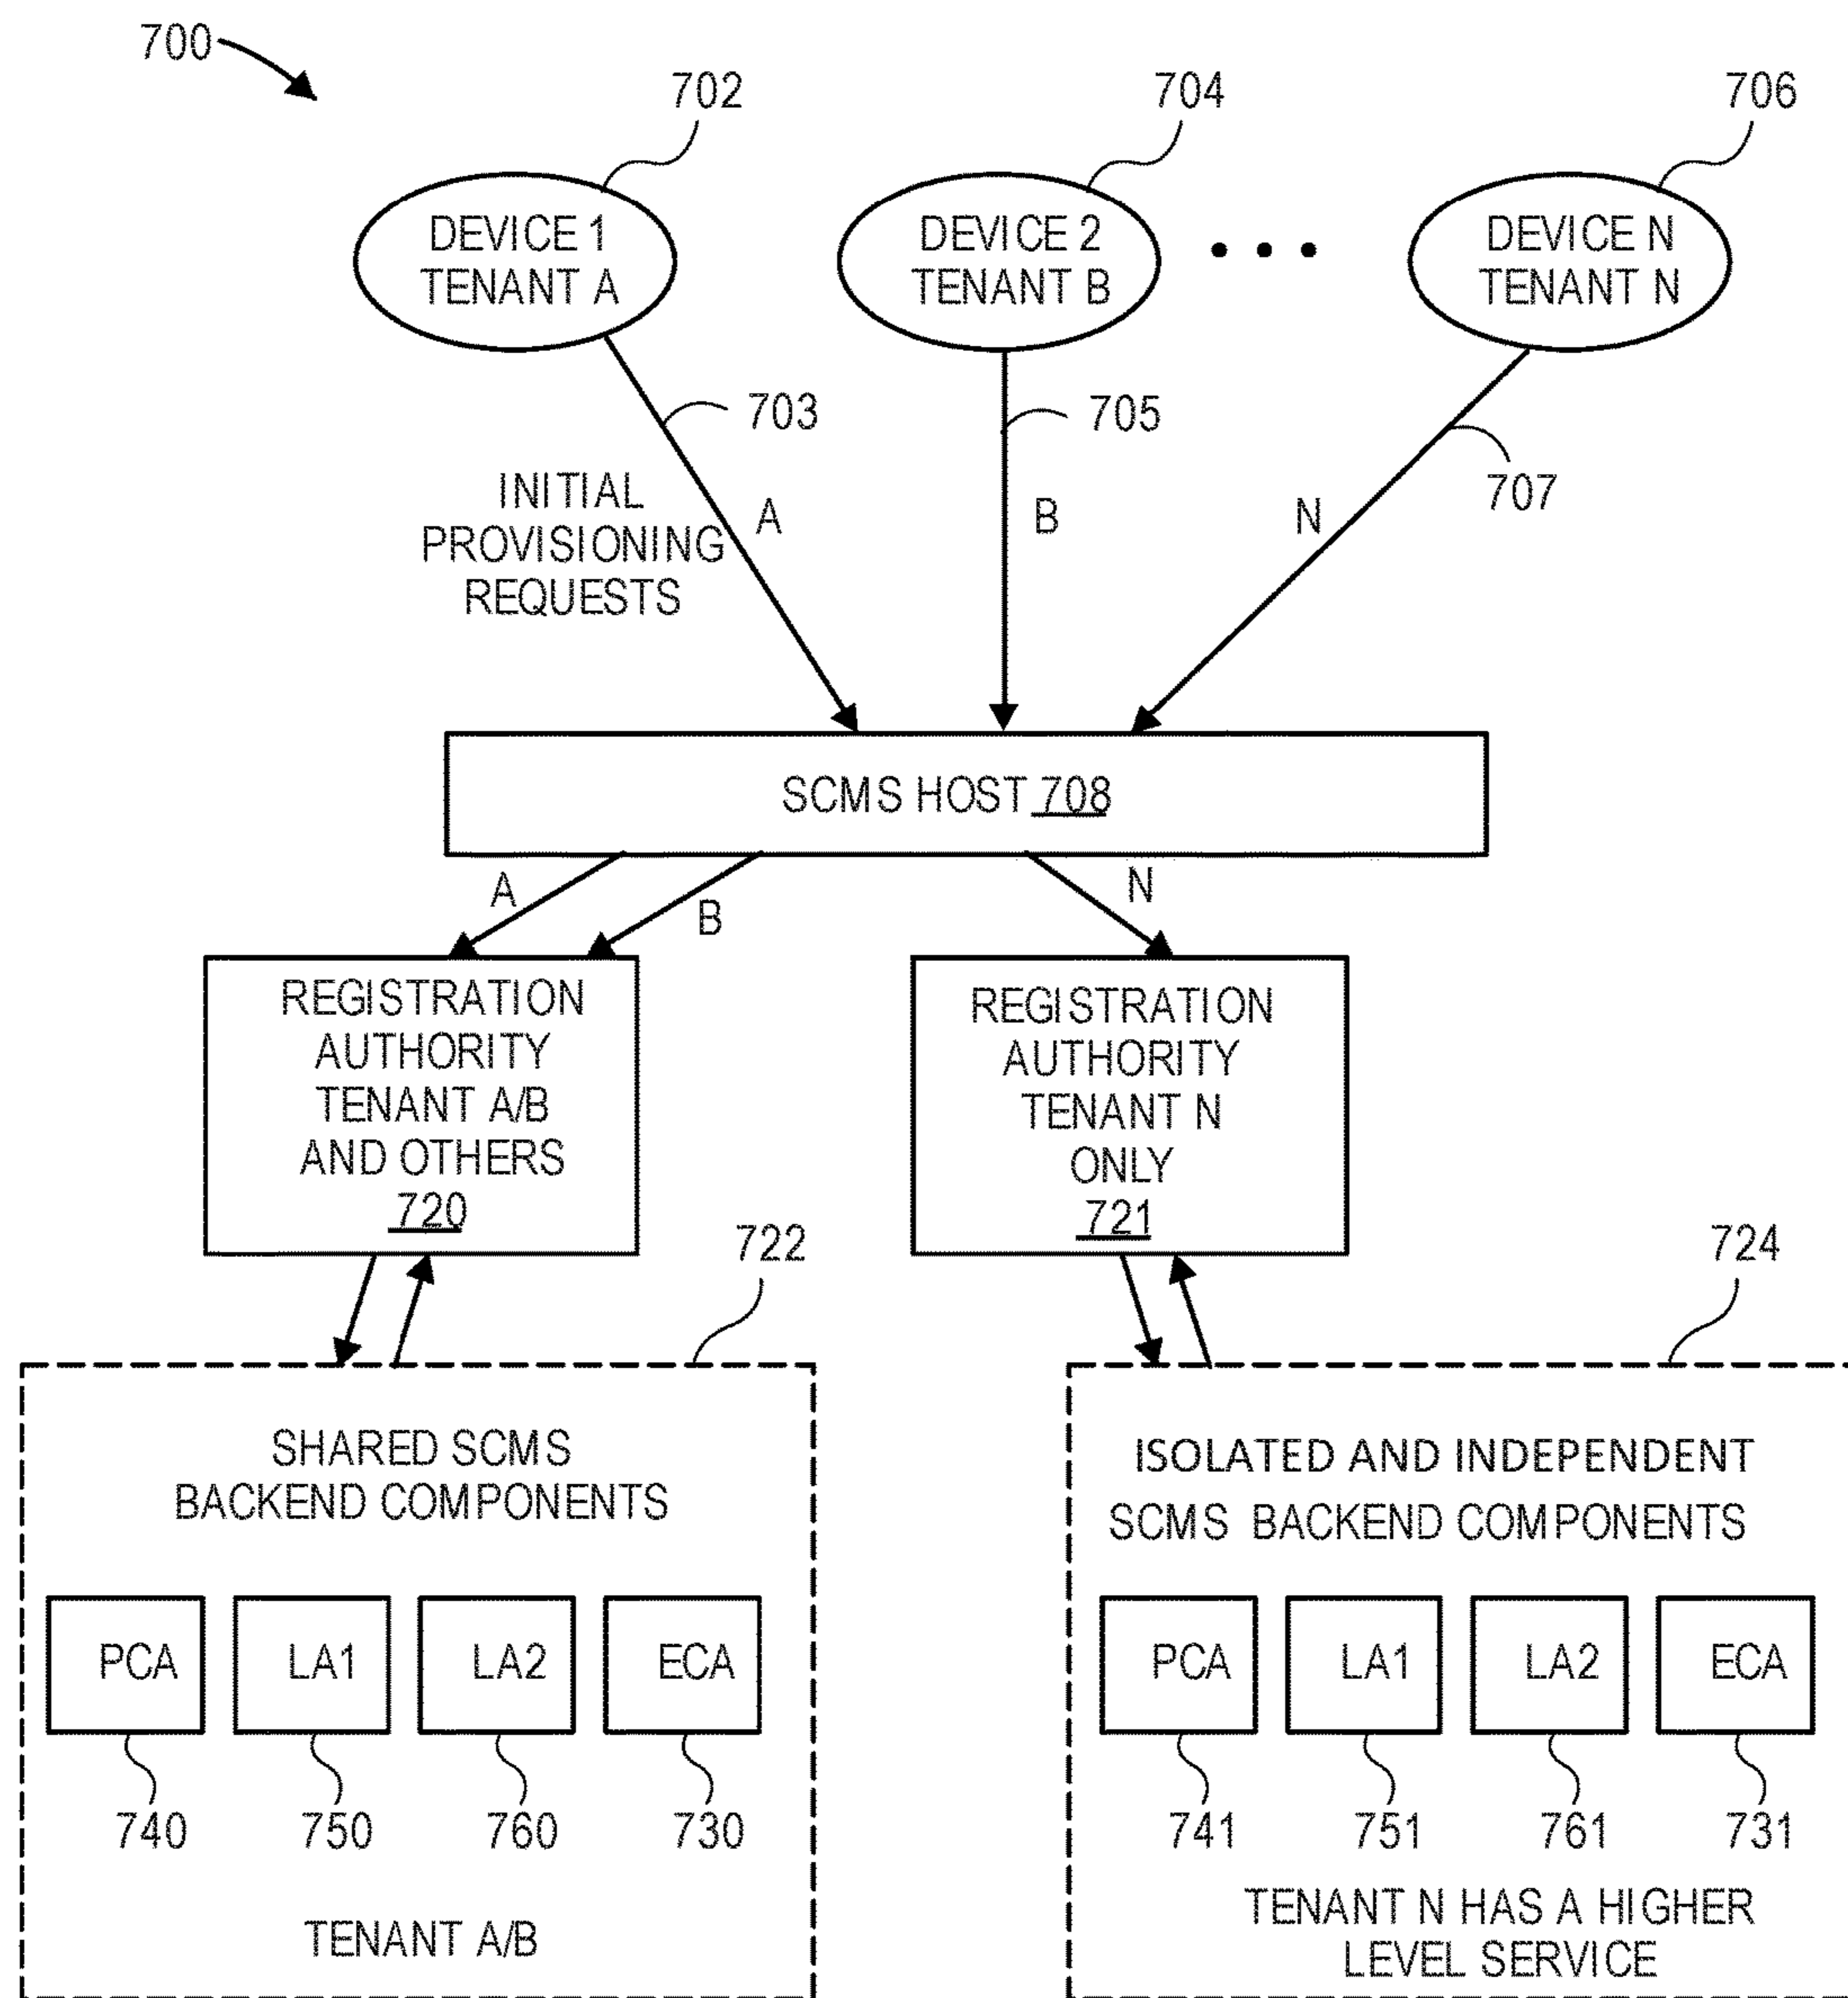 700
702
704
706
DEVICE 1
TENANT A
DEVICE 2
TENANT B
DEVICE N
TENANT N
703
705
707
INITIAL
PROVISIONING
REQUESTS
A
B
N
SCMS HOST 708
A
B
N
REGISTRATION
AUTHORITY
TENANT A/B
AND OTHERS
720
REGISTRATION
AUTHORITY
TENANT N
ONLY
721
722
724
SHARED SCMS
BACKEND COMPONENTS
PCA
LA1
LA2
ECA
740
750
760
730
TENANT A/B
ISOLATED AND INDEPENDENT
SCMS BACKEND COMPONENTS
PCA
LA1
LA2
ECA
741
751
761
731
TENANT N HAS A HIGHER
LEVEL SERVICE